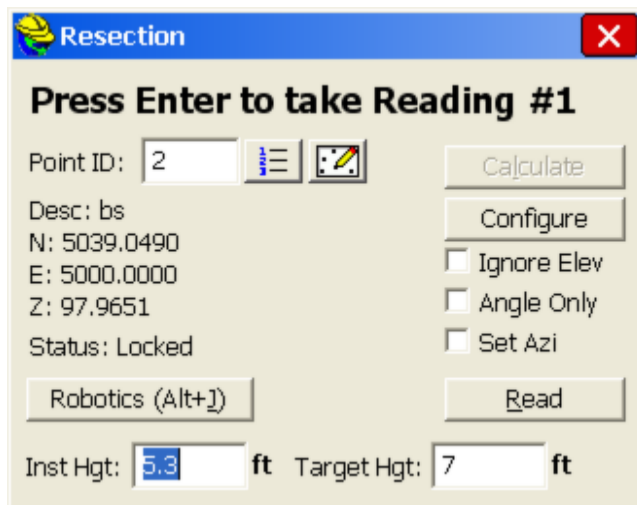 Resection
Press Enter to take Reading #1
Point ID: 2
Calculate
Desc: bs
Configure
N: 5039.0490
Ignore Elev
E: 5000.0000
Angle Only
Z: 97.9651
Set Azi
Status: Locked
Robotics (Alt+J)
Read
Inst Hgt: 5.3 ft Target Hgt: 7 ft